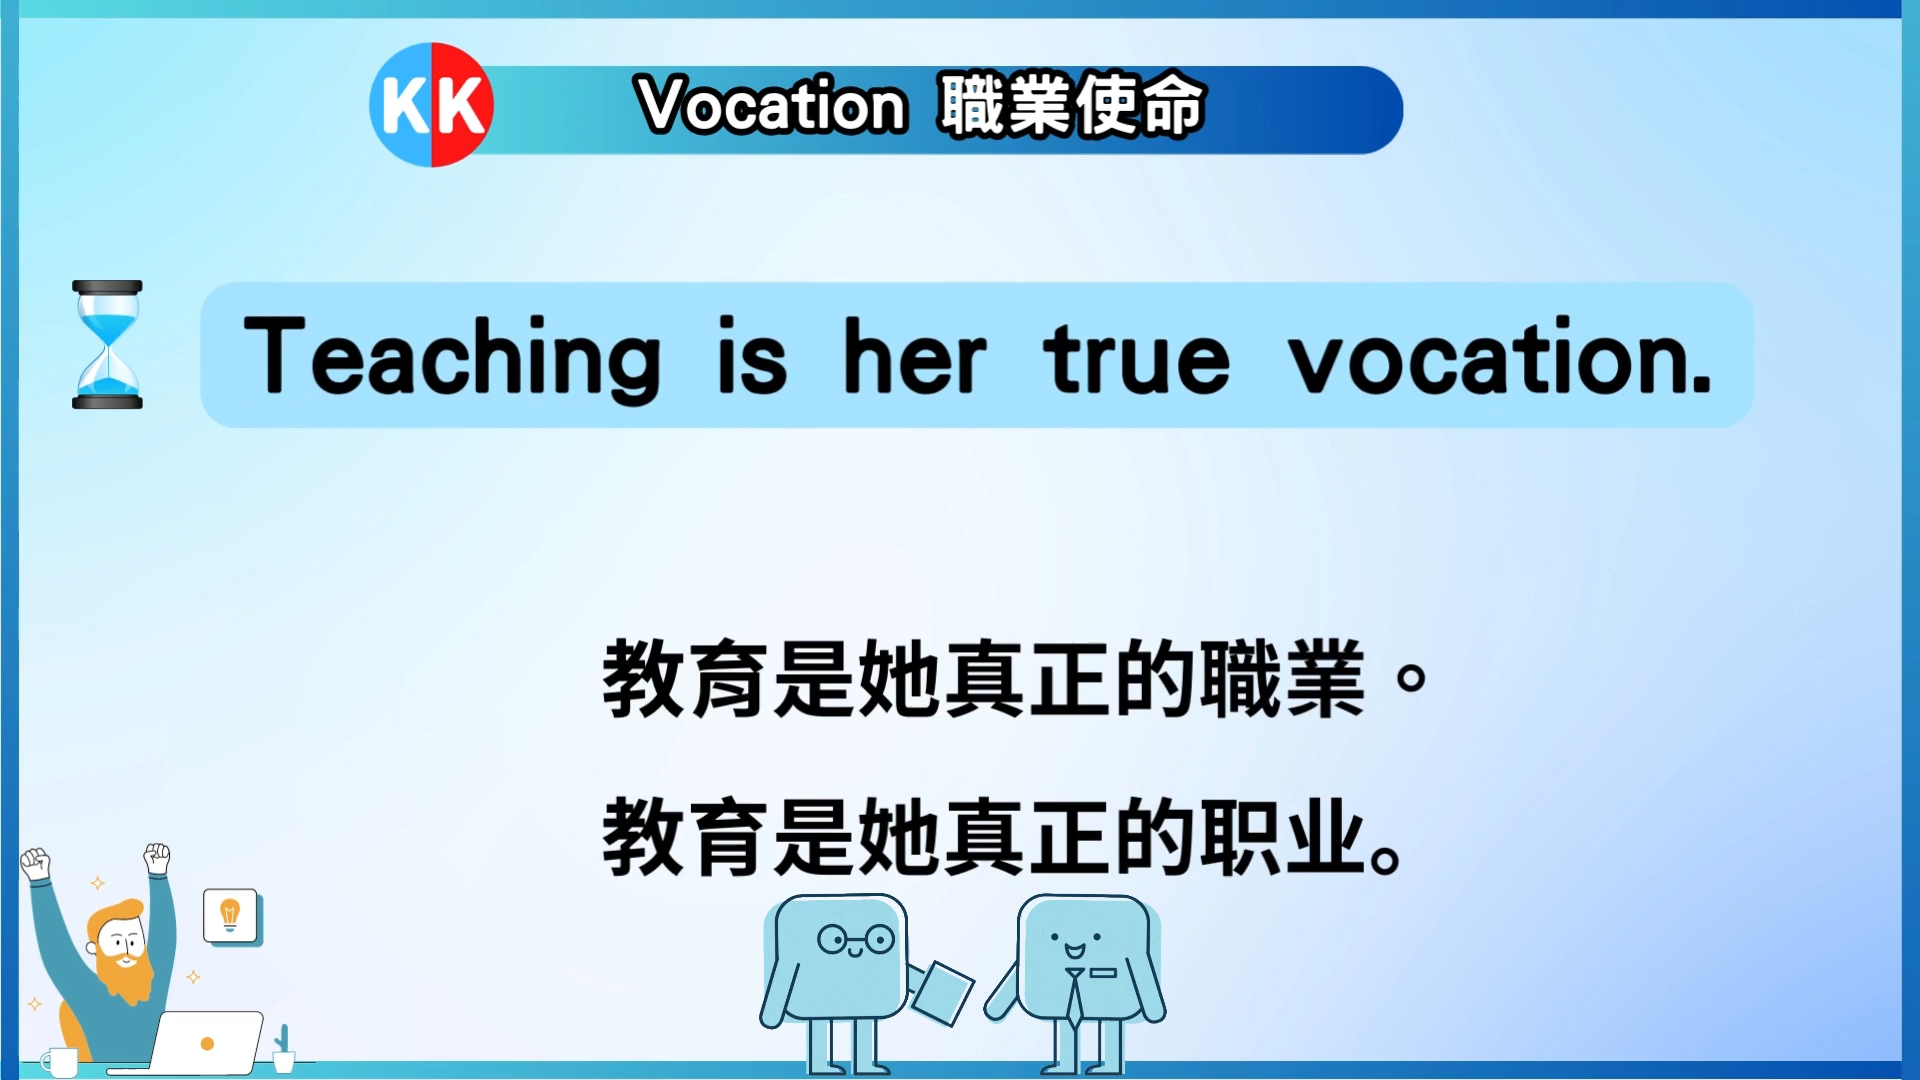 KK Vocation 職業使命
Teaching is her true vocation.
教育是她真正的職業。
教育是她真正的职业。